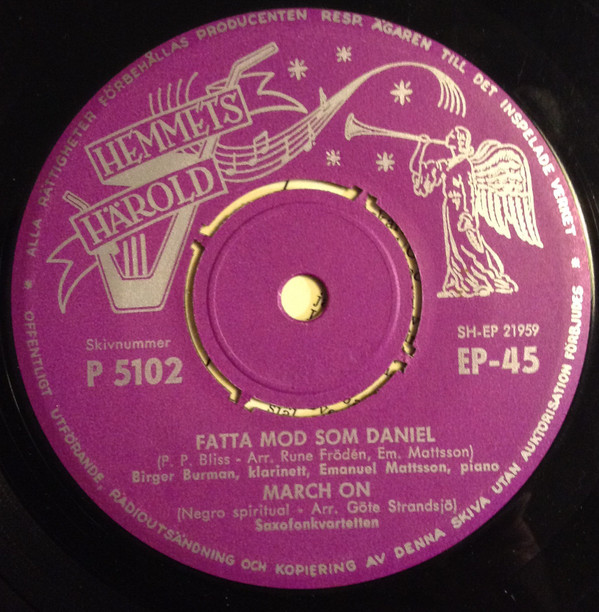 * ALLA RÄTTIGHETER FÖRBEHÅLLAS PRODUCENTEN RESP. ÄGAREN TILL DET INSPELADE VERKET *
HEMMETS
HÄROLD
Skivnummer
P 5102
SH-EP 21959
EP-45
FATTA MOD SOM DANIEL
(P. P. Bliss - Arr. Rune Frödén, Em. Mattsson)
Birger Burman, klarinett, Emanuel Mattsson, piano
MARCH ON
(Negro spiritual - Arr. Göte Strandsjö)
Saxofonkvartetten
OFFENTLIGT UTFÖRANDE, RADIOUTSÄNDNING OCH KOPIERING AV DENNA SKIVA UTAN AUKTORISATION FÖRBJUDES